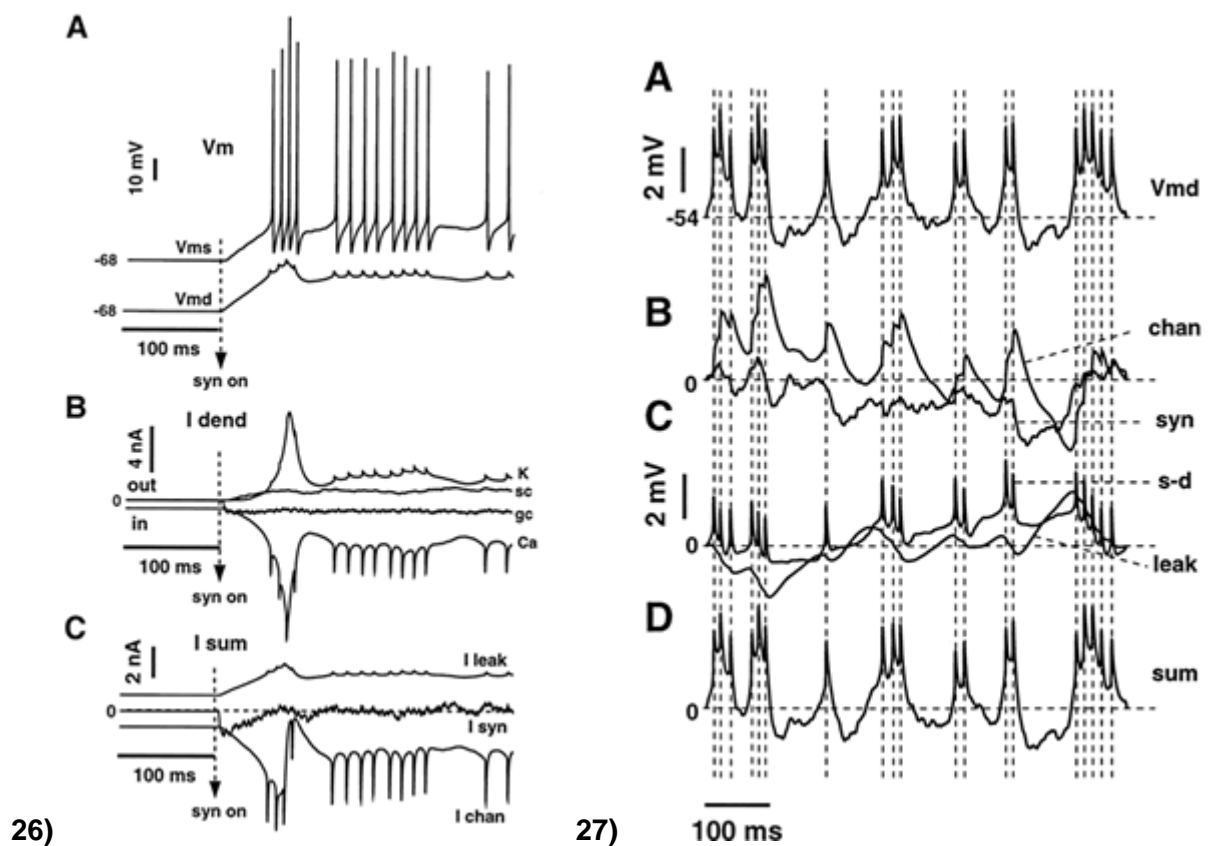 A
10 mV
Vm
Vms
-68
Vmd
-68
100 ms
syn on
B
I dend
4 nA
out
0
in
K
sc
gc
Ca
100 ms
syn on
C
I sum
2 nA
I leak
0
I syn
100 ms
syn on
I chan
26)
A
2 mV
Vmd
-54
B
chan
0
C
syn
s-d
2 mV
0
leak
D
sum
0
100 ms
27)